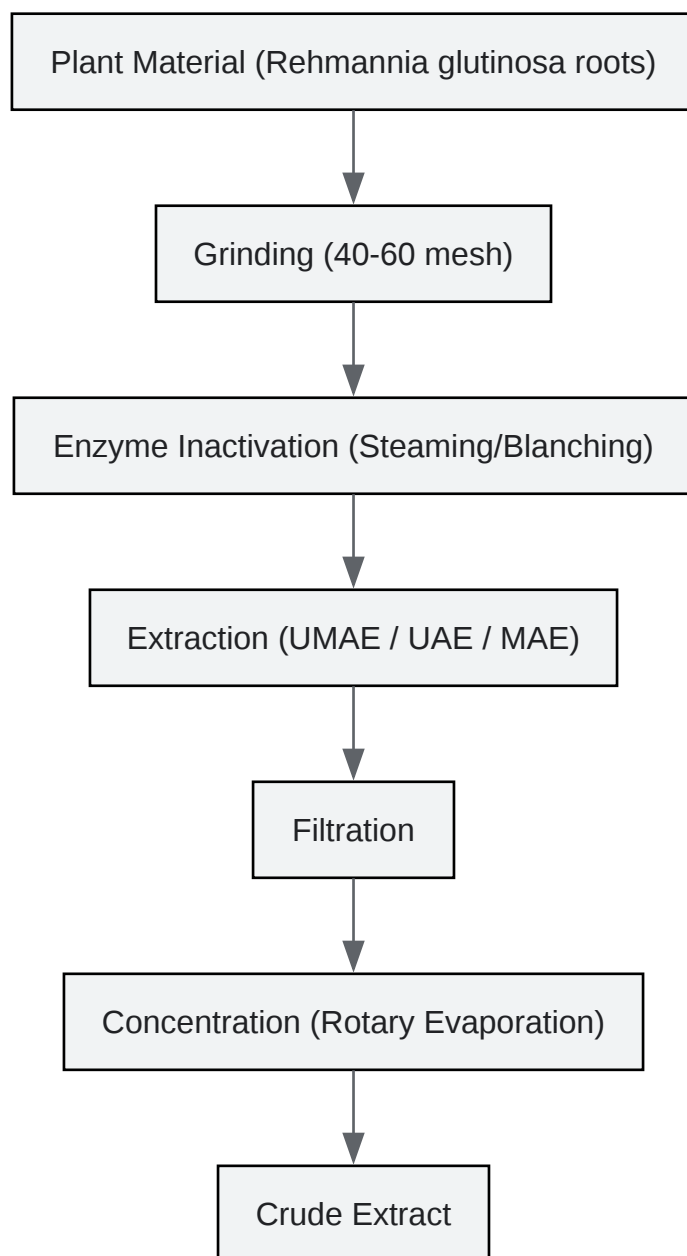 Plant Material (Rehmannia glutinosa roots)
Grinding (40-60 mesh)
Enzyme Inactivation (Steaming/Blanching)
Extraction (UMAE / UAE / MAE)
Filtration
Concentration (Rotary Evaporation)
Crude Extract